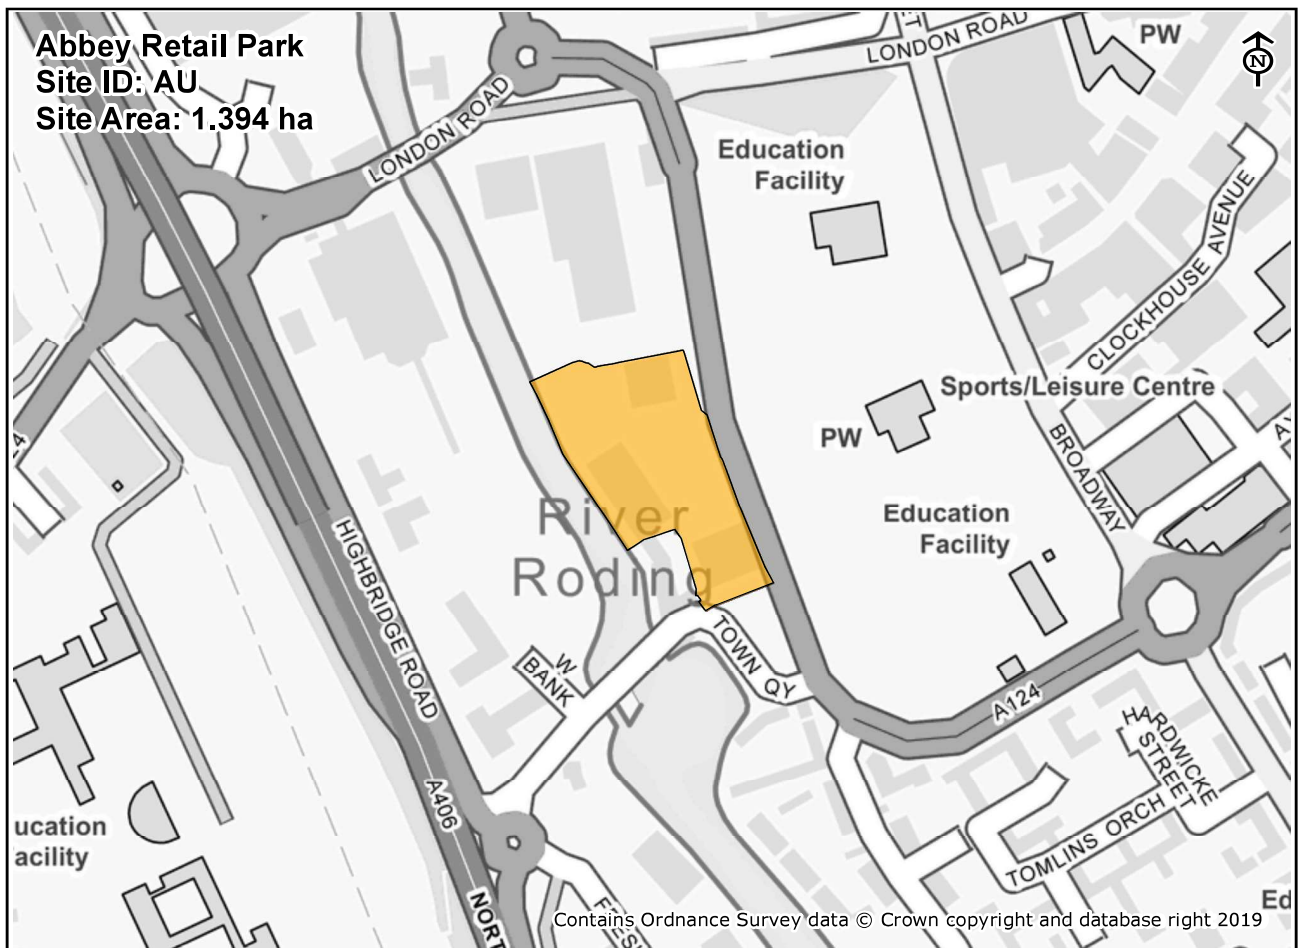 Abbey Retail Park
Site ID: AU
Site Area: 1.394 ha
PW
N
LONDON ROAD
LONDON ROAD
Education
Facility
CLOCKHOUSE AVENUE
Sports/Leisure Centre
PW
BROADWAY
River
Roding
Education
Facility
HIGHBRIDGE ROAD
TOWN QY
W
BANK
A124
HARDWICKE
STREET
A406
TOMLINS ORCH
ucation
acility
NORT
Ed
Contains Ordnance Survey data © Crown copyright and database right 2019